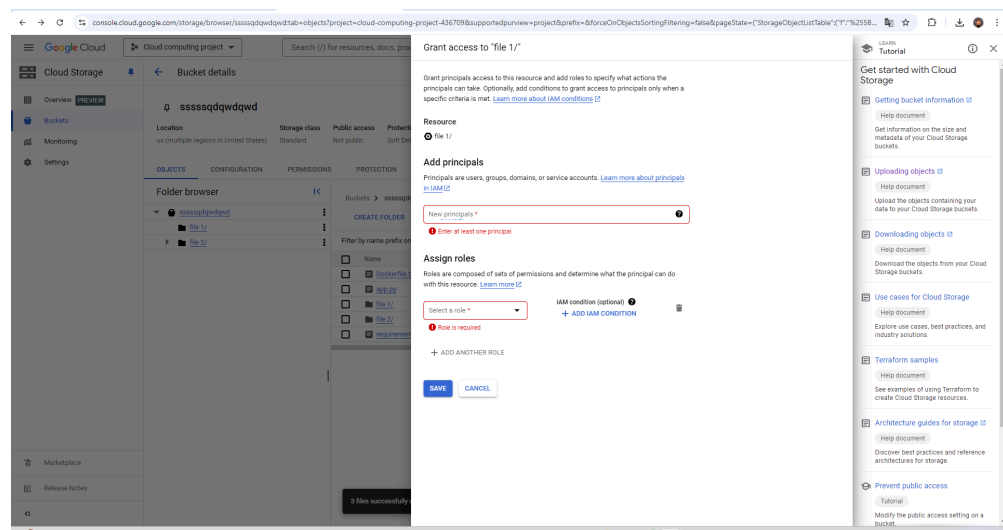 console.cloud.google.com/storage/browser/sssssqdqwdqwd;tab=objects?project=cloud-computing-project-436709&supportedpurview=project&prefix=&forceOnObjectsSortingFiltering=false&pageState=("StorageObjectListTable":("f":"%255B...
Google Cloud
Cloud computing project
Search (/) for resources, docs, prod
Cloud Storage
Overview PREVIEW
Buckets
Monitoring
Settings
Marketplace
Release Notes
Bucket details
sssssqdqwdqwd
Location Storage class Public access Protecti
us (multiple regions in United States) Standard Not public Soft Del
OBJECTS CONFIGURATION PERMISSIONS PROTECTION
Folder browser
sssssqdqwdqwd
file 1/
file 2/
Buckets > sssssqd
CREATE FOLDER
Filter by name prefix on
Name
Dockerfile.t
app.py
file 1/
file 2/
requiremen
3 files successfully
Grant access to "file 1/"
Grant principals access to this resource and add roles to specify what actions the
principals can take. Optionally, add conditions to grant access to principals only when a
specific criteria is met. Learn more about IAM conditions
Resource
file 1/
Add principals
Principals are users, groups, domains, or service accounts. Learn more about principals
in IAM
New principals *
Enter at least one principal
Assign roles
Roles are composed of sets of permissions and determine what the principal can do
with this resource. Learn more
Select a role *
Role is required
IAM condition (optional)
+ ADD IAM CONDITION
+ ADD ANOTHER ROLE
SAVE CANCEL
LEARN
Tutorial
Get started with Cloud
Storage
Getting bucket information
Help document
Get information on the size and
metadata of your Cloud Storage
buckets.
Uploading objects
Help document
Upload the objects containing your
data to your Cloud Storage buckets.
Downloading objects
Help document
Download the objects from your Cloud
Storage buckets.
Use cases for Cloud Storage
Help document
Explore use cases, best practices, and
industry solutions.
Terraform samples
Help document
See examples of using Terraform to
create Cloud Storage resources.
Architecture guides for storage
Help document
Discover best practices and reference
architectures for storage.
Prevent public access
Tutorial
Modify the public access setting on a
bucket.